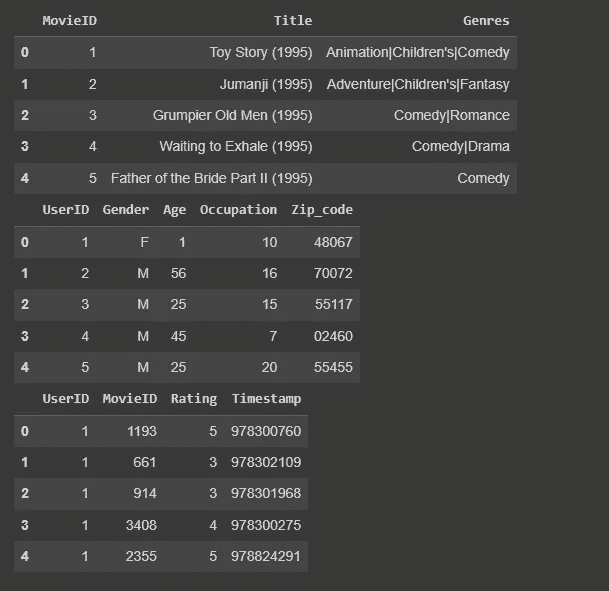 MovieID Title Genres
0 1 Toy Story (1995) Animation|Children's|Comedy
1 2 Jumanji (1995) Adventure|Children's|Fantasy
2 3 Grumpier Old Men (1995) Comedy|Romance
3 4 Waiting to Exhale (1995) Comedy|Drama
4 5 Father of the Bride Part II (1995) Comedy
UserID Gender Age Occupation Zip_code
0 1 F 1 10 48067
1 2 M 56 16 70072
2 3 M 25 15 55117
3 4 M 45 7 02460
4 5 M 25 20 55455
UserID MovieID Rating Timestamp
0 1 1193 5 978300760
1 1 661 3 978302109
2 1 914 3 978301968
3 1 3408 4 978300275
4 1 2355 5 978824291